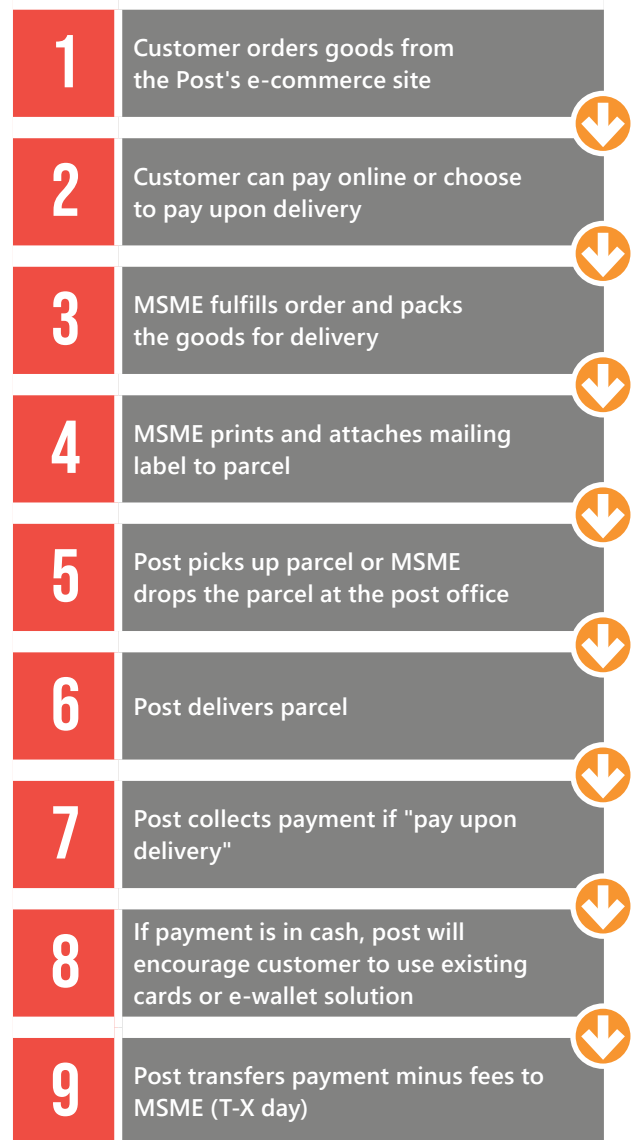 1
Customer orders goods from
the Post's e-commerce site
2
Customer can pay online or choose
to pay upon delivery
3
MSME fulfills order and packs
the goods for delivery
4
MSME prints and attaches mailing
label to parcel
5
Post picks up parcel or MSME
drops the parcel at the post office
6
Post delivers parcel
7
Post collects payment if "pay upon
delivery"
8
If payment is in cash, post will
encourage customer to use existing
cards or e-wallet solution
9
Post transfers payment minus fees to
MSME (T-X day)